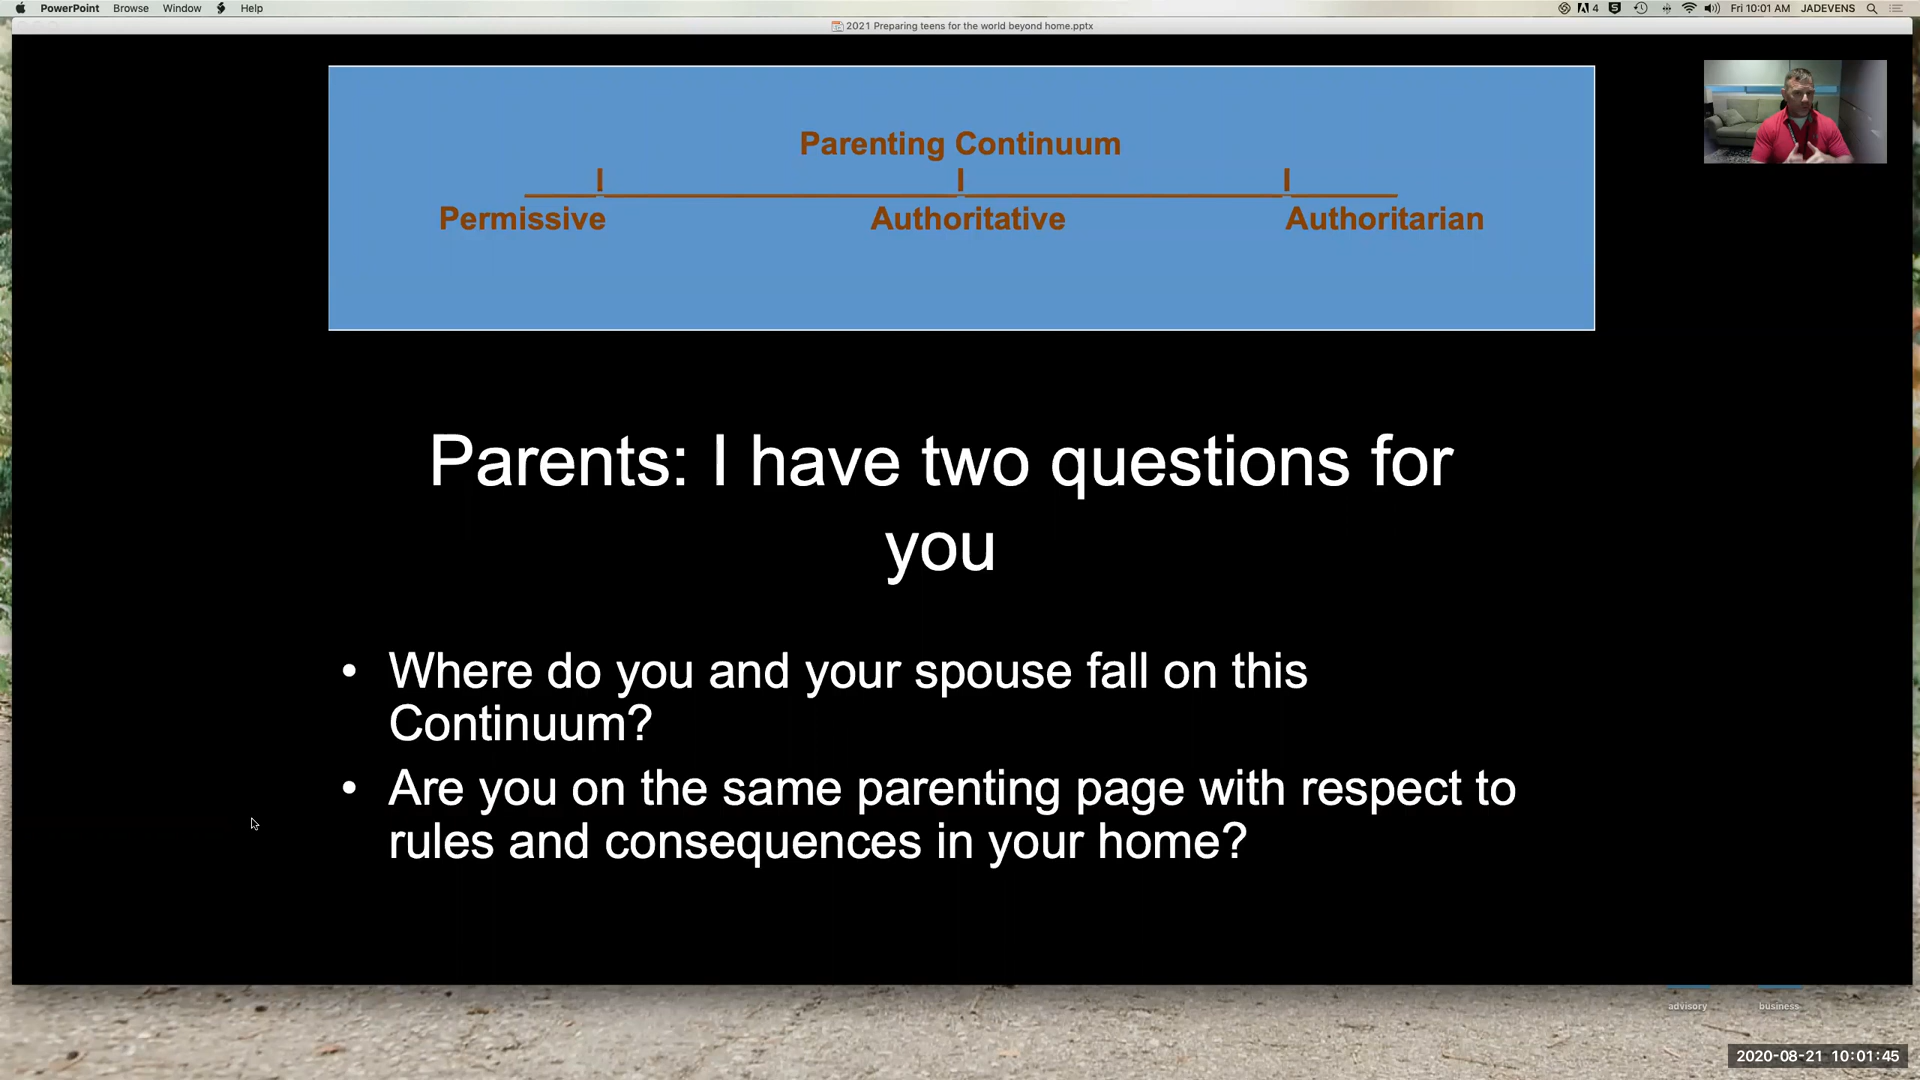 PowerPoint Browse Window Help
4 Fri 10:01 AM JADEVENS
2021 Preparing teens for the world beyond home.pptx
Parenting Continuum
Permissive Authoritative Authoritarian
Parents: I have two questions for
you
• Where do you and your spouse fall on this
Continuum?
• Are you on the same parenting page with respect to
rules and consequences in your home?
advisory business
2020-08-21 10:01:45